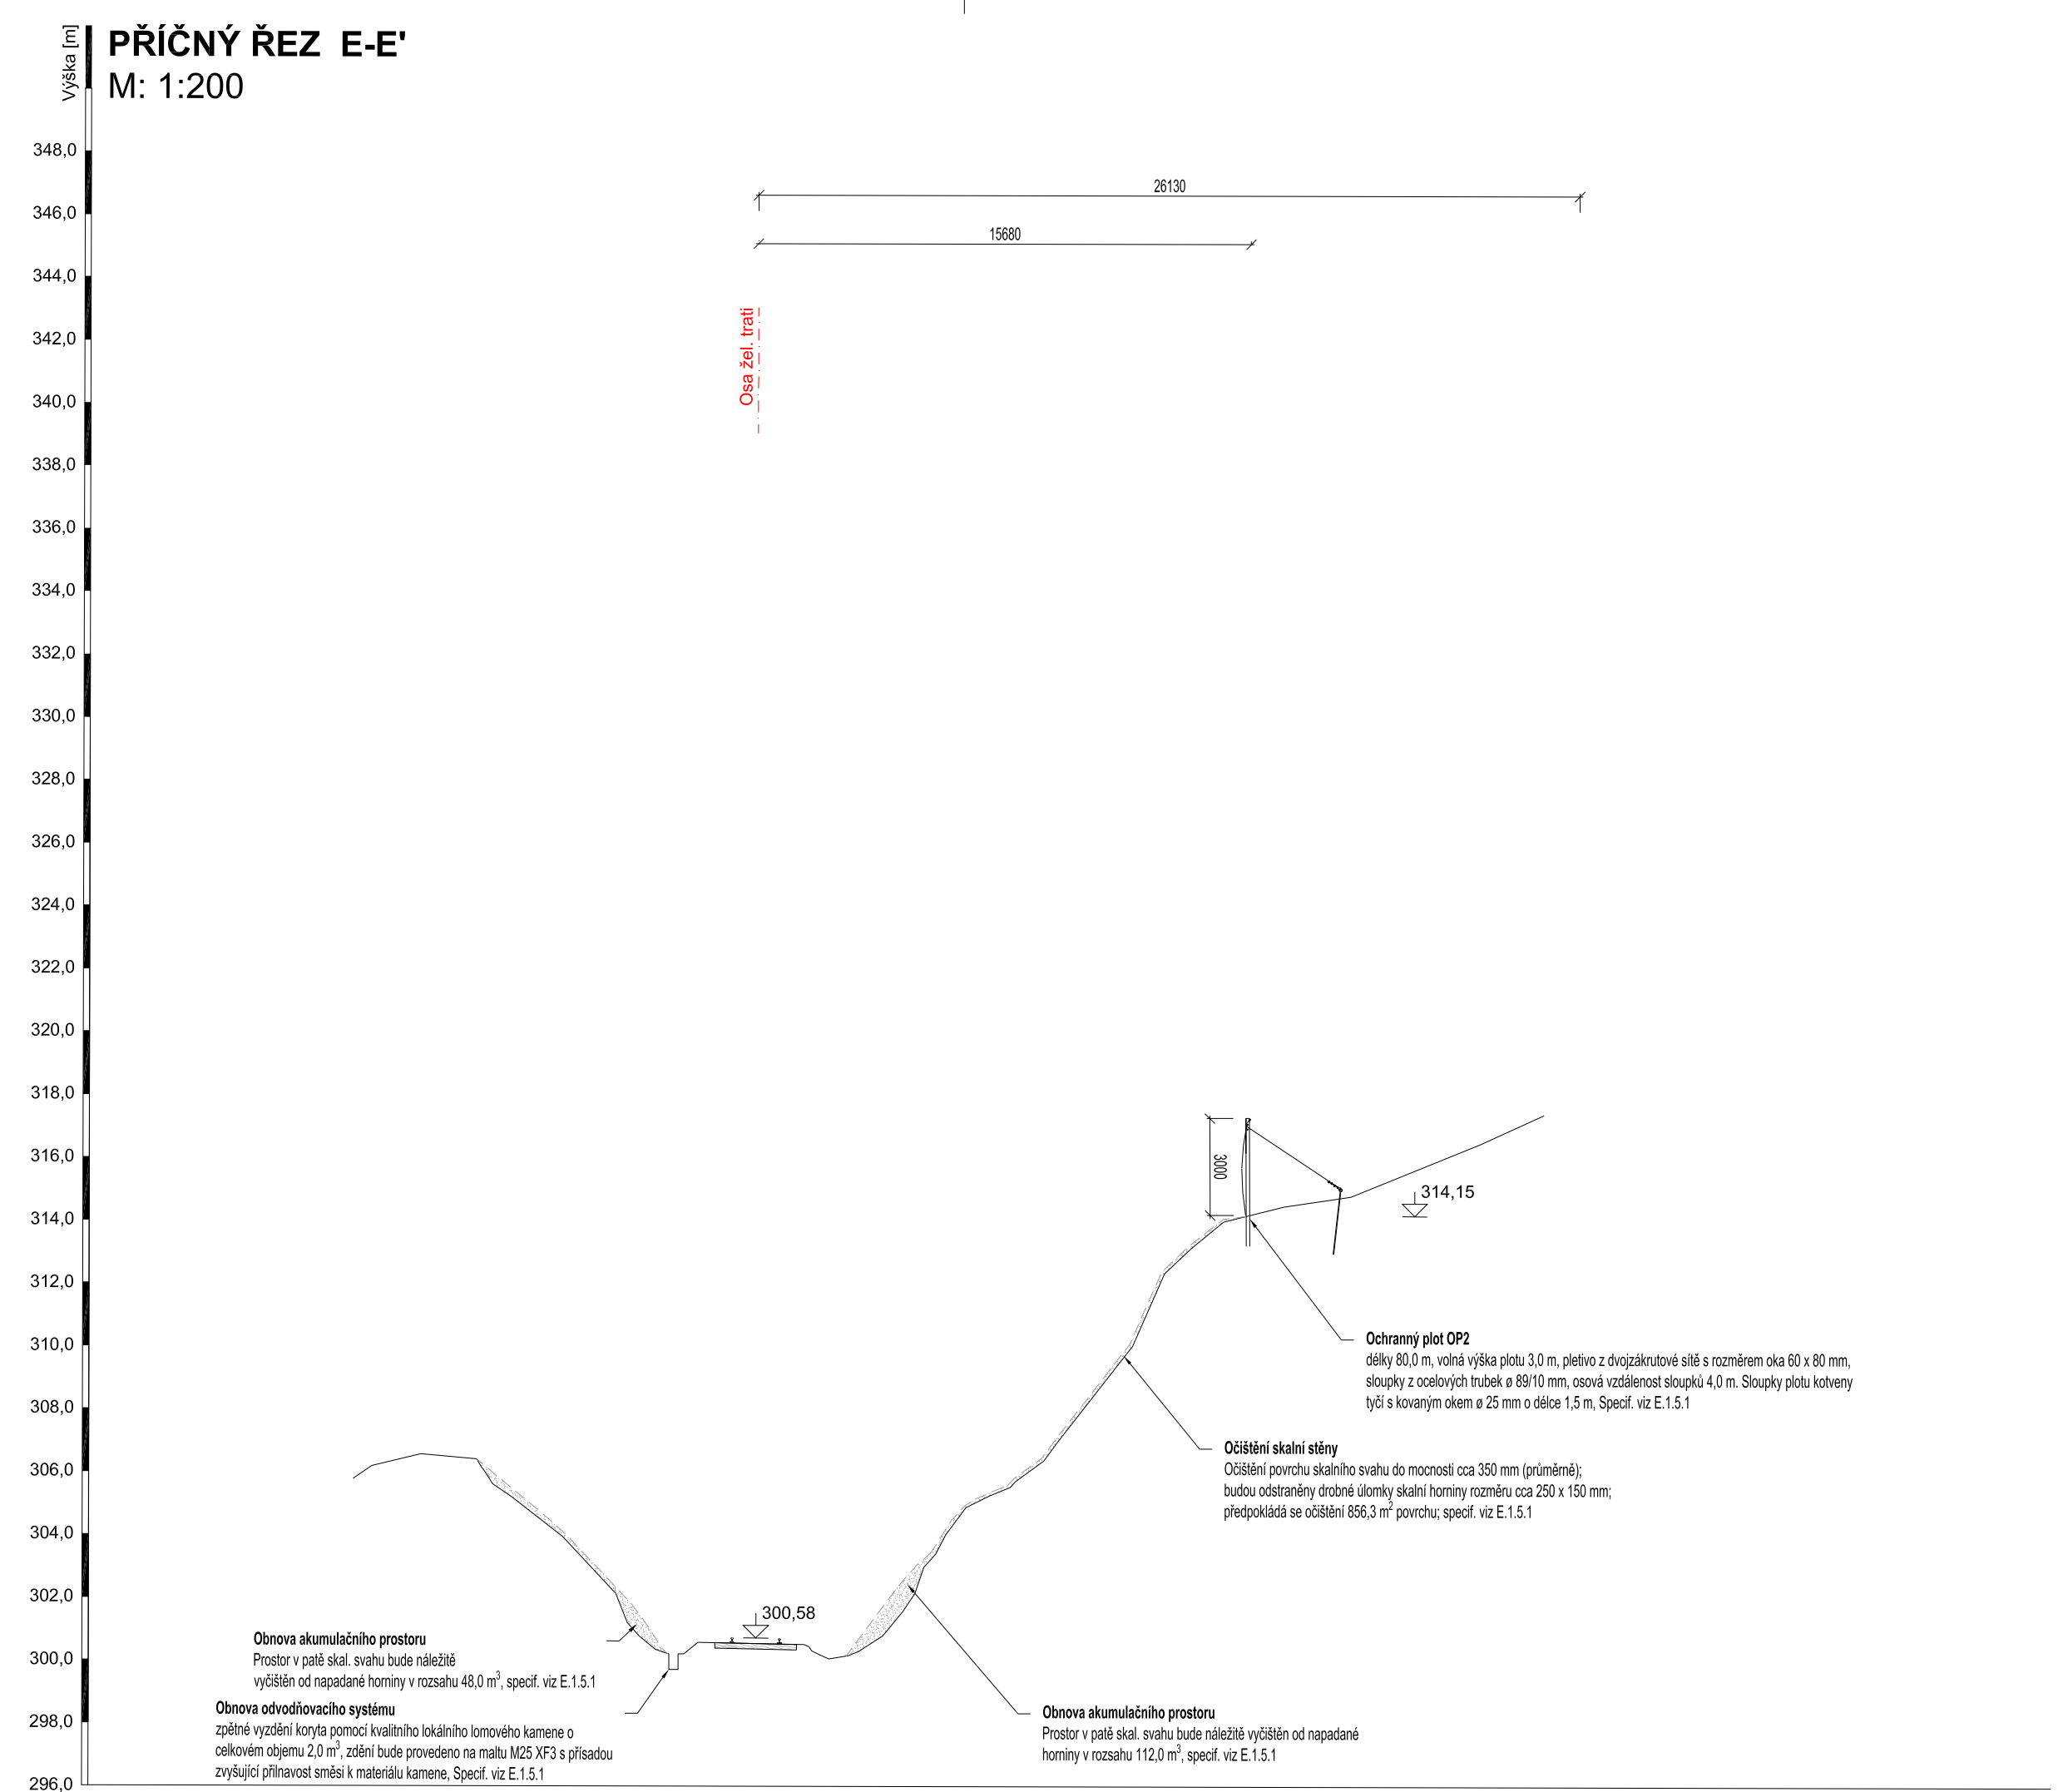 Výška [m]
PŘÍČNÝ ŘEZ E-E'
M: 1:200
348,0
346,0
344,0
342,0
340,0
338,0
336,0
334,0
332,0
330,0
328,0
326,0
324,0
322,0
320,0
318,0
316,0
314,0
312,0
310,0
308,0
306,0
304,0
302,0
300,0
298,0
296,0
26130
15680
Osa žel. trati
3000
314,15
300,58
Ochranný plot OP2
délky 80,0 m, volná výška plotu 3,0 m, pletivo z dvojzákrutové sítě s rozměrem oka 60 x 80 mm,
sloupky z ocelových trubek ø 89/10 mm, osová vzdálenost sloupků 4,0 m. Sloupky plotu kotveny
tyčí s kovaným okem ø 25 mm o délce 1,5 m, Specif. viz E.1.5.1
Očištění skalní stěny
Očištění povrchu skalního svahu do mocnosti cca 350 mm (průměrně);
budou odstraněny drobné úlomky skalní horniny rozměru cca 250 x 150 mm;
předpokládá se očištění 856,3 m² povrchu; specif. viz E.1.5.1
Obnova akumulačního prostoru
Prostor v patě skal. svahu bude náležitě
vyčištěn od napadané horniny v rozsahu 48,0 m³, specif. viz E.1.5.1
Obnova odvodňovacího systému
zpětné vyzdění koryta pomocí kvalitního lokálního lomového kamene o
celkovém objemu 2,0 m³, zdění bude provedeno na maltu M25 XF3 s přísadou
zvyšující přilnavost směsi k materiálu kamene, Specif. viz E.1.5.1
Obnova akumulačního prostoru
Prostor v patě skal. svahu bude náležitě vyčištěn od napadané
horniny v rozsahu 112,0 m³, specif. viz E.1.5.1